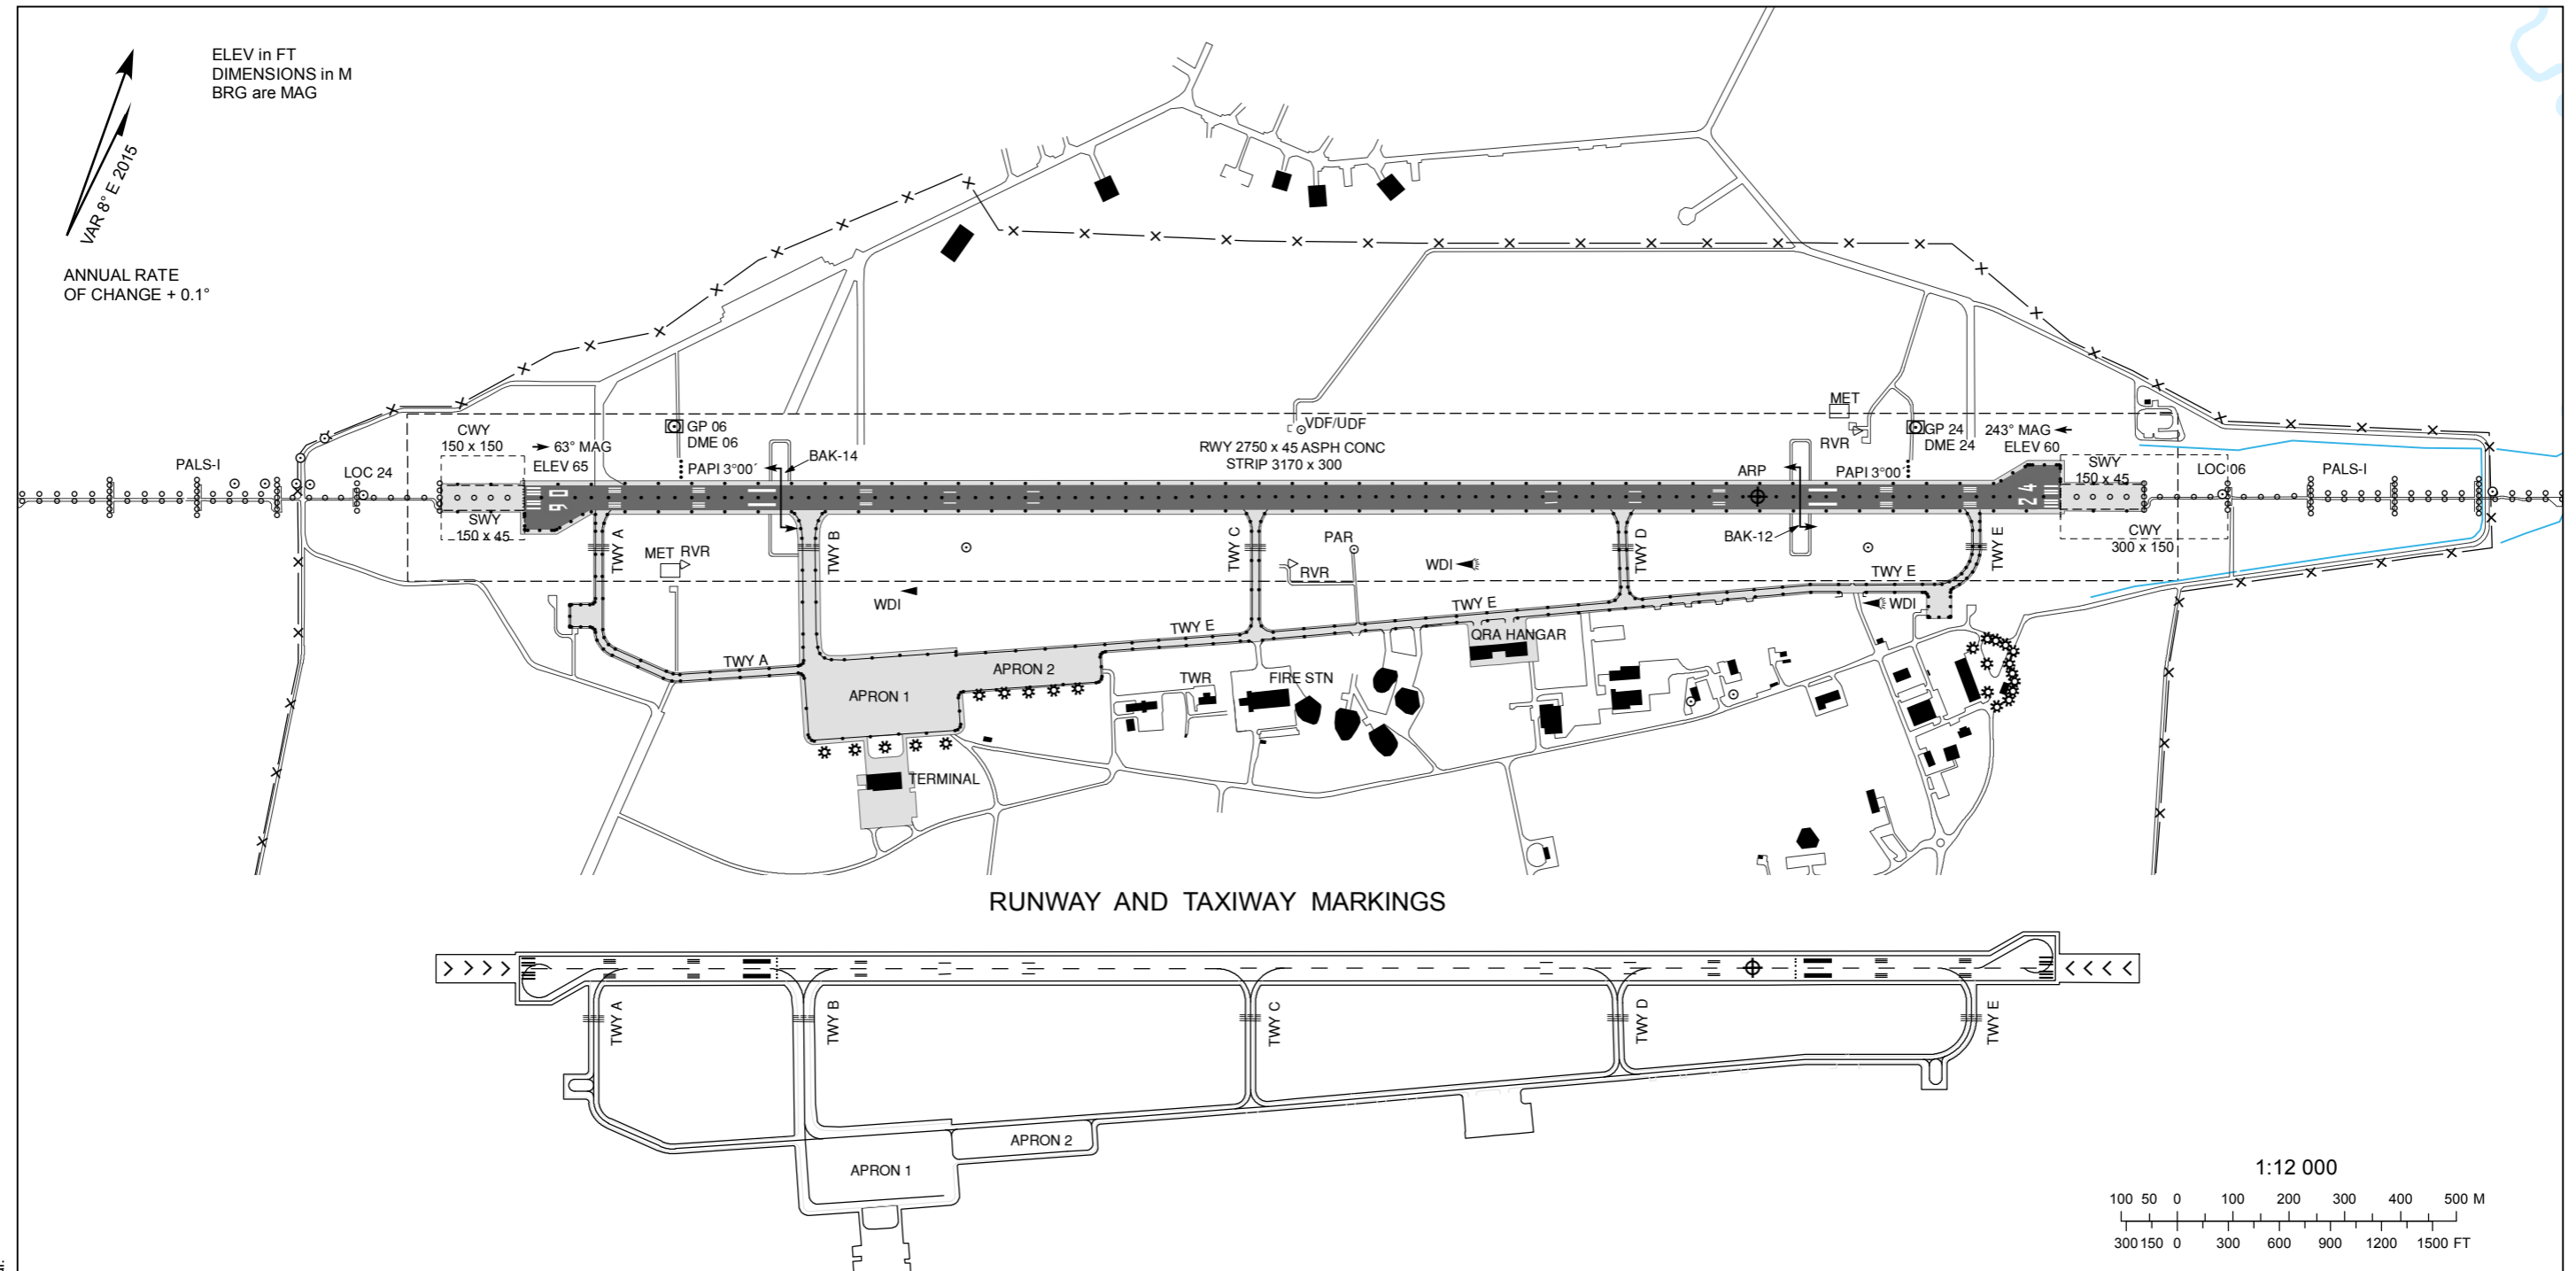 ELEV in FT
DIMENSIONS in M
BRG are MAG
VAR 8° E 2015
ANNUAL RATE
OF CHANGE + 0.1°
CWY
150 x 150
63° MAG
ELEV 65
GP 06
DME 06
PAPI 3°00´
BAK-14
VDF/UDF
RWY 2750 x 45 ASPH CONC
STRIP 3170 x 300
MET
RVR
GP 24
DME 24
243° MAG
ELEV 60
ARP
PAPI 3°00´
SWY
150 x 45
LOC 06
PALS-I
PALS-I
LOC 24
06
24
SWY
150 x 45
CWY
300 x 150
TWY A
MET
RVR
TWY B
WDI
TWY C
RVR
PAR
WDI
TWY D
BAK-12
TWY E
TWY E
WDI
TWY E
TWY E
QRA HANGAR
TWY A
APRON 1
APRON 2
TWR
FIRE STN
TERMINAL
RUNWAY AND TAXIWAY MARKINGS
TWY A
TWY B
TWY C
TWY D
TWY E
APRON 2
APRON 1
1:12 000
100 50 0 100 200 300 400 500 M
300 150 0 300 600 900 1200 1500 FT